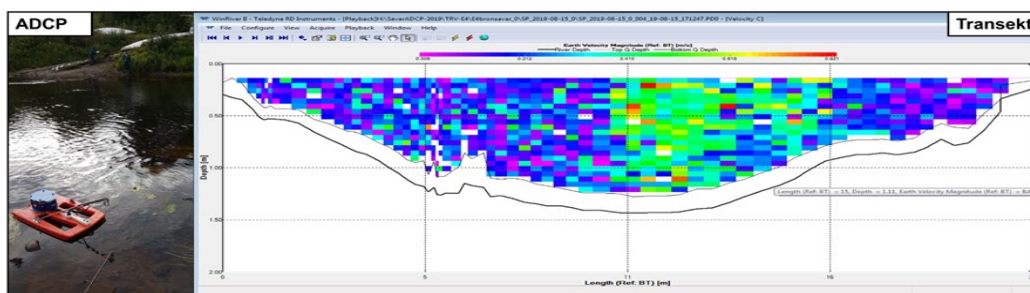 ADCP
Transekt
WinRiver II - Teledyne RD Instruments - [Playback]
File Configure View Acquire Playback Window Help
Earth Velocity Magnitude (Ref: BT) [m/s]
River Depth Top Q Depth Bottom Q Depth
0.212 0.415 0.618 0.821
0.00
0.50
1.00
1.50
2.00
Depth [m]
Length (Ref. BT) = 15, Depth = 1.11, Earth Velocity Magnitude (Ref. BT) = BA
0 5 11 16
Length (Ref. BT) [m]